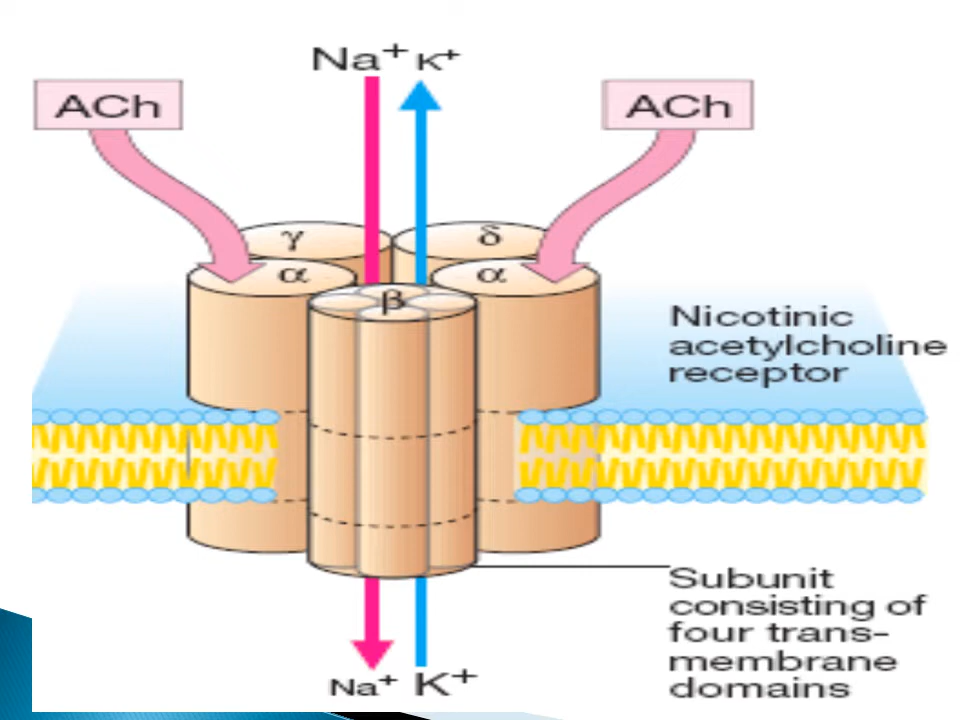 Na⁺ K⁺
ACh
ACh
γ
δ
α
α
β
Nicotinic
acetylcholine
receptor
Subunit
consisting of
four trans-
membrane
domains
Na⁺ K⁺